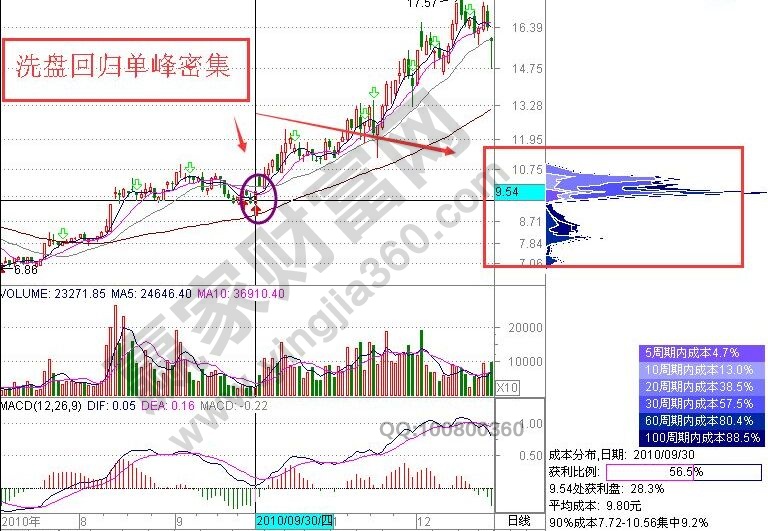 17.57
洗盘回归单峰密集
16.39
14.75
13.28
11.95
10.75
9.54
8.71
7.84
7.06
6.86
VOLUME: 23271.85 MA5: 24646.40 MA10: 36910.40
20000
10000
X10
MACD(12,26,9) DIF: 0.05 DEA: 0.16 MACD: -0.22
1.00
0.50
QQ:100800360
赢家财富网
www.yingjia360.com
2010年
8
9
2010/09/30/四
12
日线
5周期内成本4.7%
10周期内成本13.0%
20周期内成本38.5%
30周期内成本57.5%
60周期内成本80.4%
100周期内成本88.5%
成本分布,日期: 2010/09/30
获利比例: 56.5%
9.54处获利盘: 28.3%
平均成本: 9.80元
90%成本7.72-10.56集中9.2%